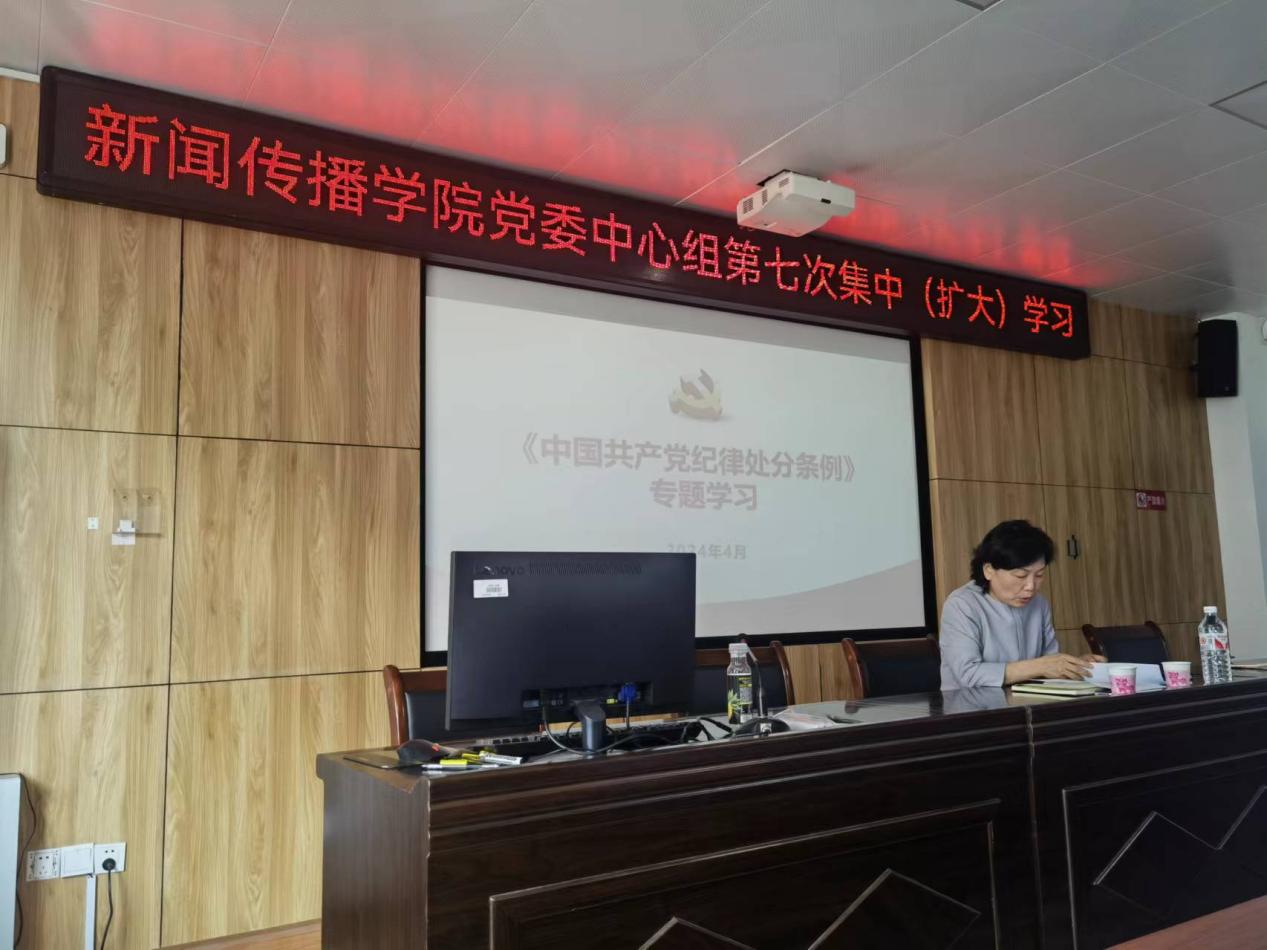 新闻传播学院党委中心组第七次集中（扩大）学习
《中国共产党纪律处分条例》
专题学习
2024年4月
Lenovo